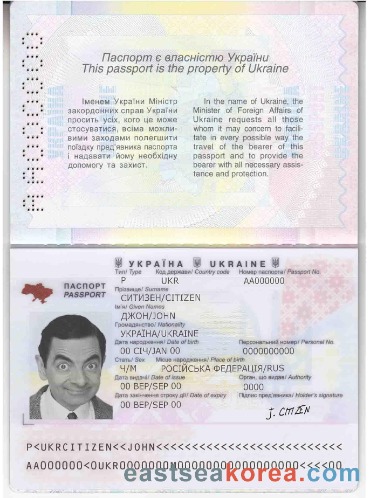 AA000000
Паспорт є власністю України
This passport is the property of Ukraine
Іменем України Міністр
закордонних справ України
просить усіх, кого це може
стосуватися, всіма можли-
вими заходами полегшити
поїздку пред'явника паспорта
і надавати йому необхідну
допомогу та захист.
In the name of Ukraine, the
Minister of Foreign Affairs of
Ukraine requests all those
whom it may concern to facili-
tate in every possible way the
travel of the bearer of this
passport and to provide the
bearer with all necessary assis-
tance and protection.
УКРАЇНА UKRAINE
ПАСПОРТ
PASSPORT
Тип/ Type Код держави/ Country code Номер паспорта/ Passport No.
P UKR AA000000
Прізвище/ Surname
СИТИЗЕН/CITIZEN
Ім'я/ Given Names
ДЖОН/JOHN
Громадянство/ Nationality
УКРАЇНА/UKRAINE
Дата народження/ Date of birth Персональний номер/ Personal No.
00 СІЧ/JAN 00 0000000000
Стать/ Sex Місце народження/ Place of birth
Ч/M РОСІЙСЬКА ФЕДЕРАЦІЯ/RUS
Дата видачі/ Date of issue Орган, що видав/ Authority
00 ВЕР/SEP 00 0000
Дата закінчення строку дії/ Date of expiry Підпис пред'явника/ Holder's signature
00 ВЕР/SEP 00
J. CITIZEN
P<UKRCITIZEN<<JOHN<<<<<<<<<<<<<<<<<<<<<<<<<<
eastseakorea.com